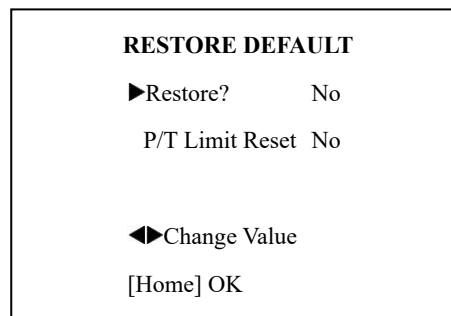 RESTORE DEFAULT
▶Restore? No
P/T Limit Reset No
◀▶Change Value
[Home] OK